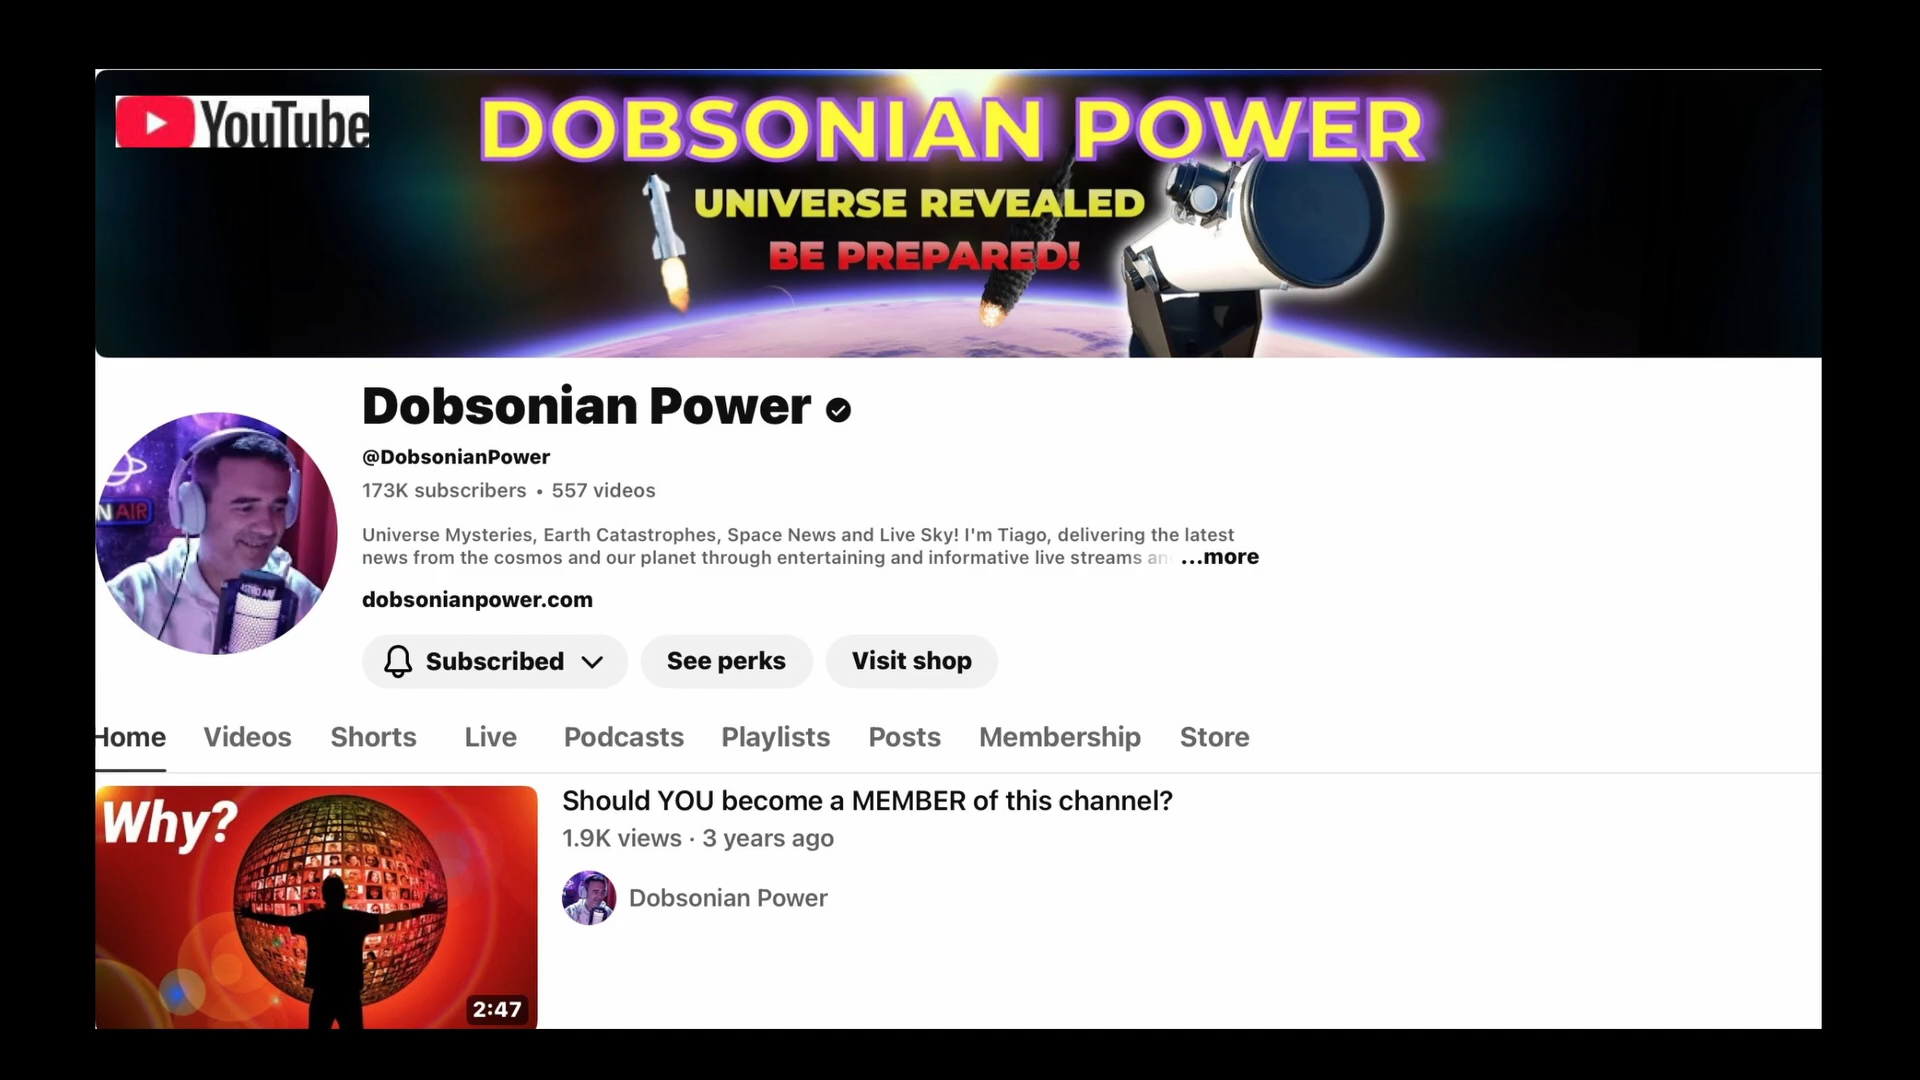 YouTube
DOBSONIAN POWER
UNIVERSE REVEALED
BE PREPARED!
Dobsonian Power
@DobsonianPower
173K subscribers • 557 videos
Universe Mysteries, Earth Catastrophes, Space News and Live Sky! I'm Tiago, delivering the latest
news from the cosmos and our planet through entertaining and informative live streams an ...more
dobsonianpower.com
Subscribed
See perks
Visit shop
Home Videos Shorts Live Podcasts Playlists Posts Membership Store
Why?
2:47
Should YOU become a MEMBER of this channel?
1.9K views · 3 years ago
Dobsonian Power
N AIR